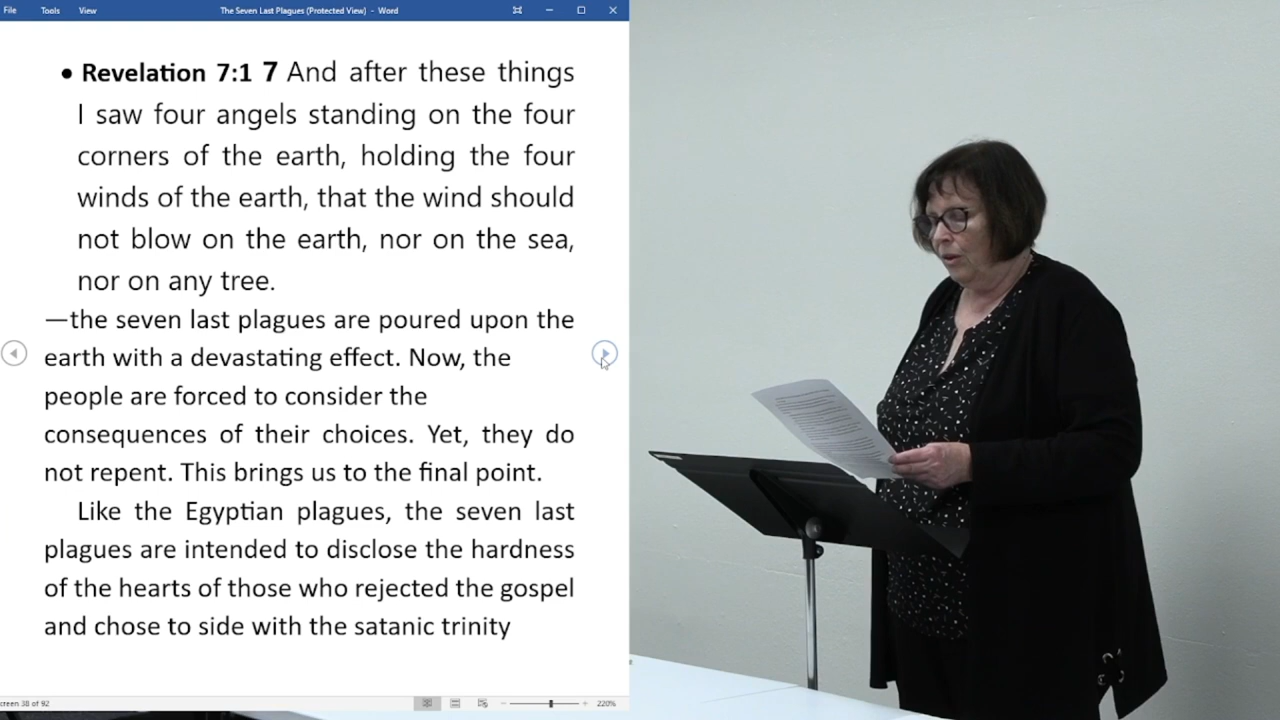 File Tools View The Seven Last Plagues (Protected View) - Word
• Revelation 7:1 7 And after these things
I saw four angels standing on the four
corners of the earth, holding the four
winds of the earth, that the wind should
not blow on the earth, nor on the sea,
nor on any tree.
—the seven last plagues are poured upon the
earth with a devastating effect. Now, the
people are forced to consider the
consequences of their choices. Yet, they do
not repent. This brings us to the final point.
Like the Egyptian plagues, the seven last
plagues are intended to disclose the hardness
of the hearts of those who rejected the gospel
and chose to side with the satanic trinity
creen 38 of 92 220%